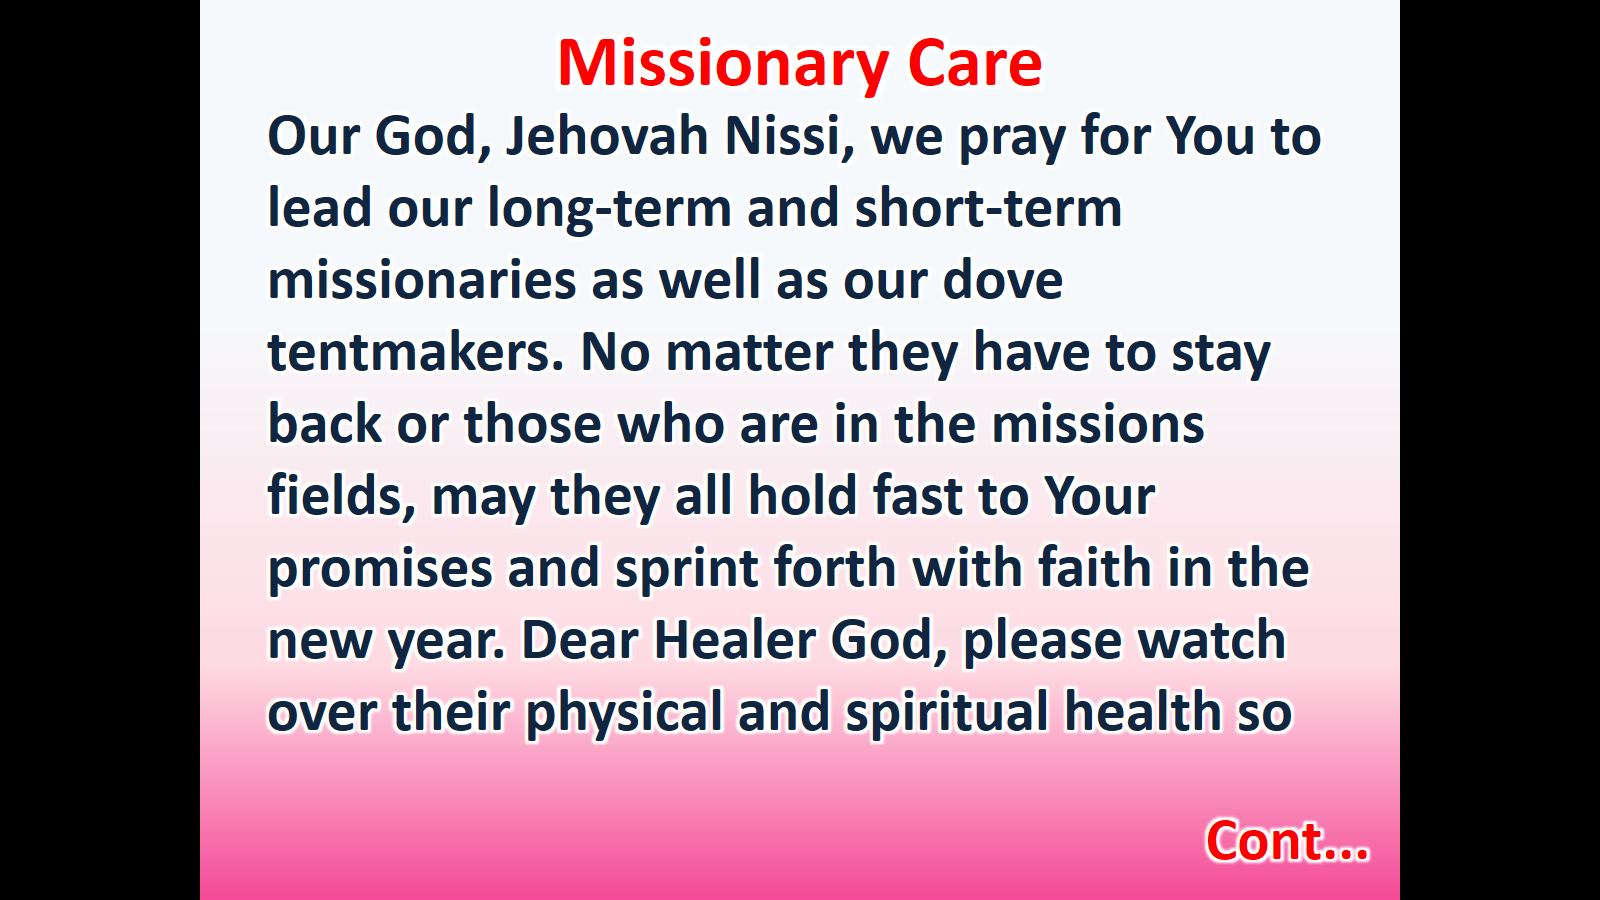 Missionary Care
Our God, Jehovah Nissi, we pray for You to
lead our long-term and short-term
missionaries as well as our dove
tentmakers. No matter they have to stay
back or those who are in the missions
fields, may they all hold fast to Your
promises and sprint forth with faith in the
new year. Dear Healer God, please watch
over their physical and spiritual health so
Cont...